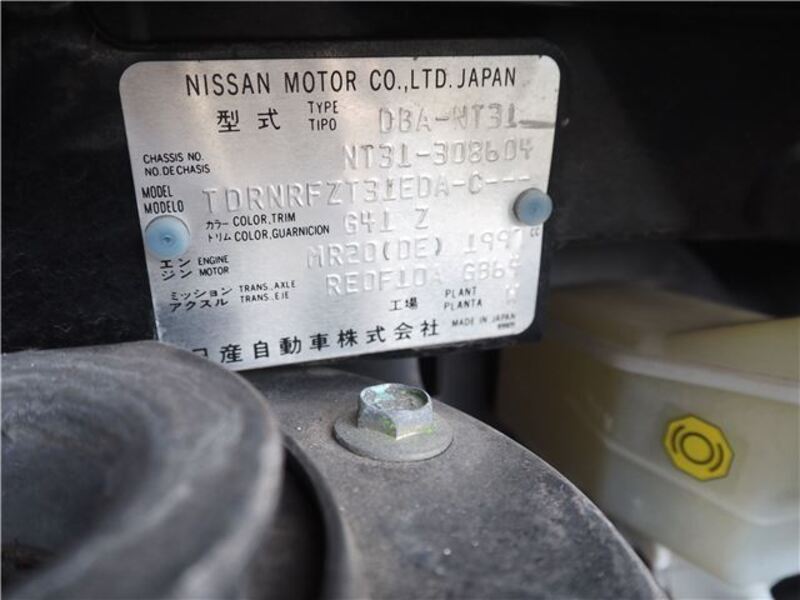 NISSAN MOTOR CO.,LTD. JAPAN
型式 TYPE TIPO DBA-NT31
CHASSIS NO. NO. DE CHASIS NT31-308604
MODEL MODELO TDRNRFZT31EDA-C---
カラー COLOR, TRIM トリム COLOR, GUARNICION G41 Z
エンジン ENGINE MOTOR MR20(DE) 1997 cc
ミッション TRANS., AXLE アクスル TRANS., EJE RE0F10A GB64
工場 PLANT PLANTA W
日産自動車株式会社 MADE IN JAPAN